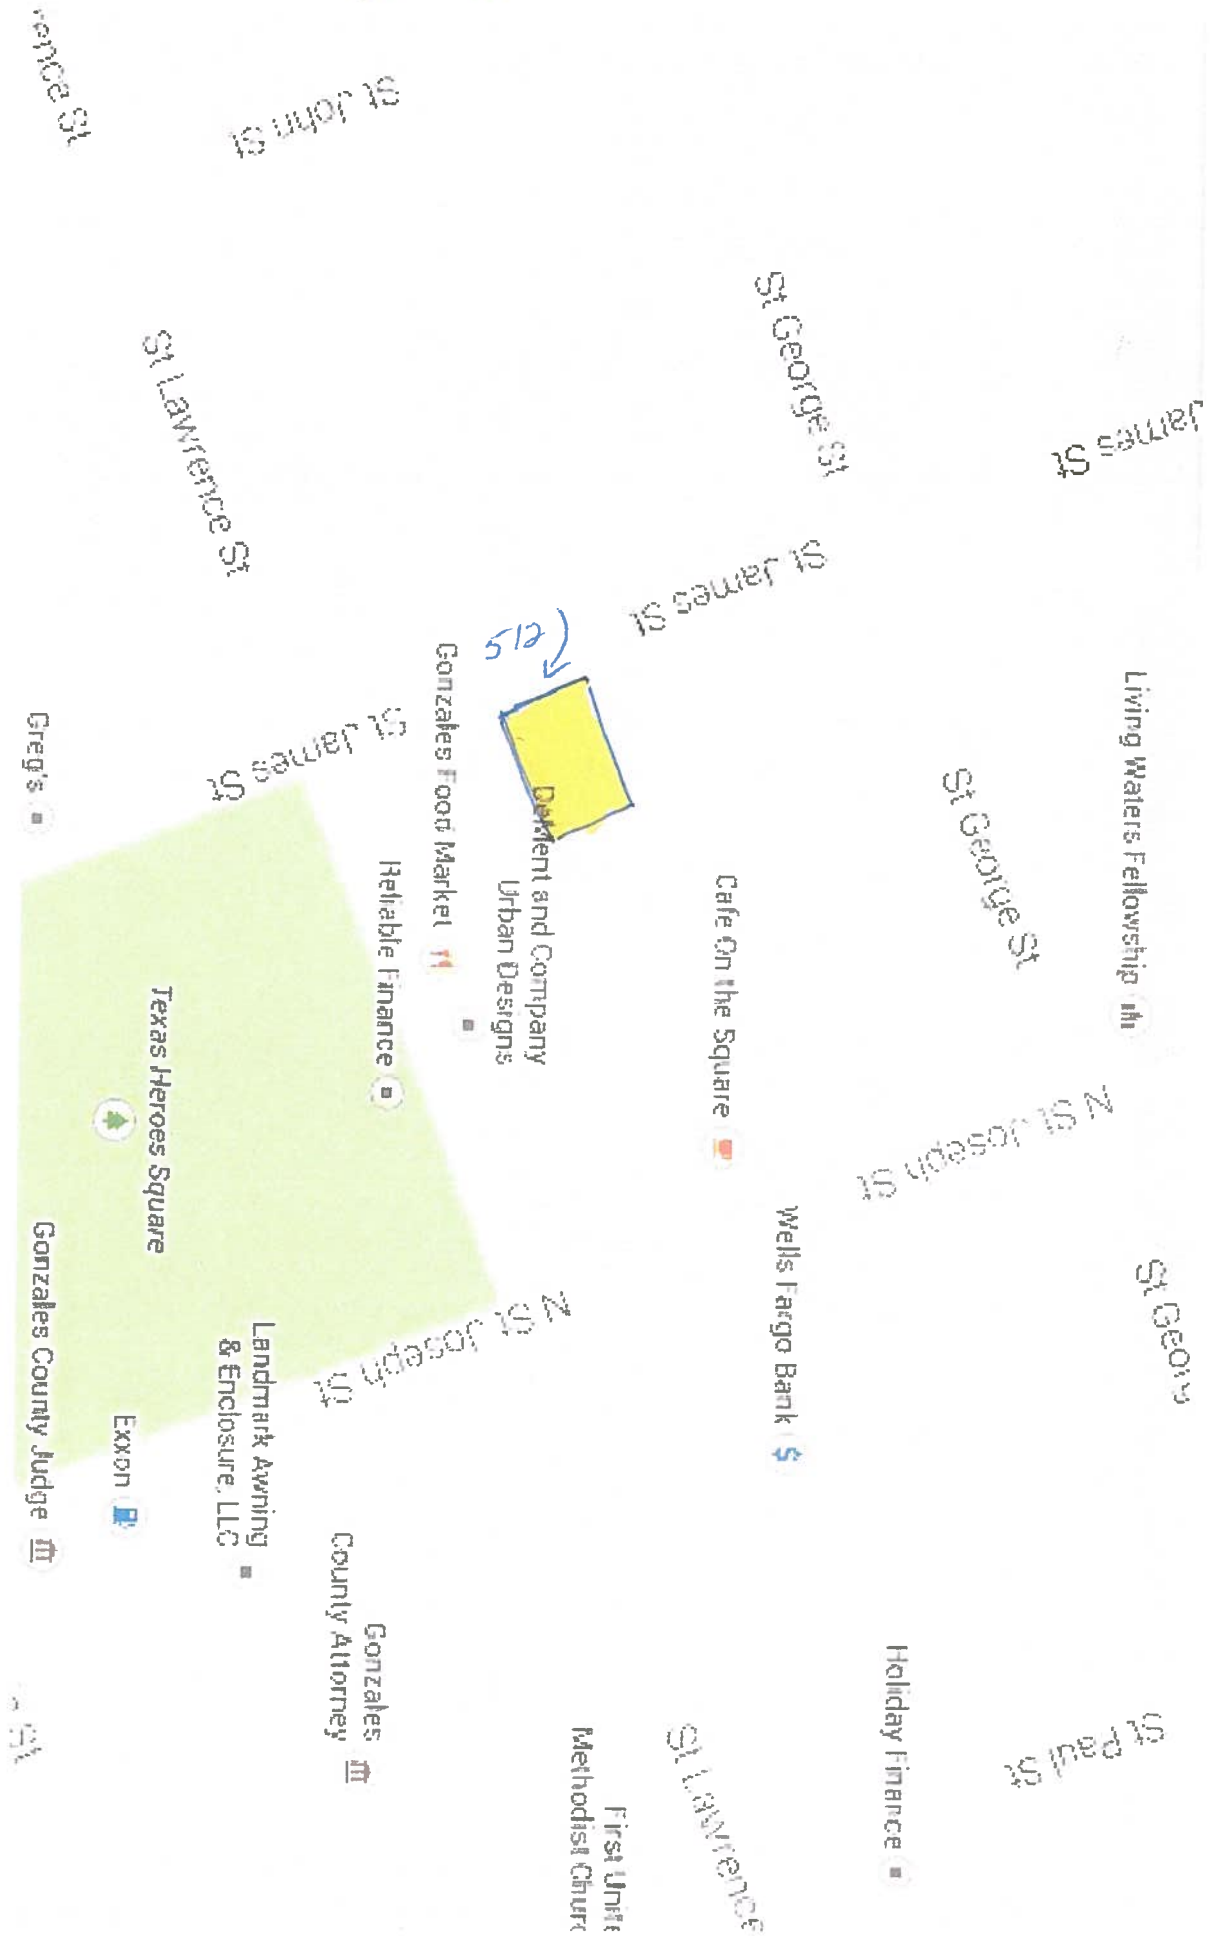 St John St
St George St
James St
St Lawrence St
St James St
512
Living Waters Fellowship
St George St
Gonzales Food Market
St James St
Greg's
DeMent and Company
Urban Designs
Cafe On the Square
Reliable Finance
N St Joseph St
Texas Heroes Square
Wells Fargo Bank
N St Joseph St
Gonzales County Judge
Landmark Awning
& Enclosure, LLC
Exxon
Gonzales
County Attorney
Holiday Finance
St Paul St
St Lawrence
First Unite
Methodist Churc
St